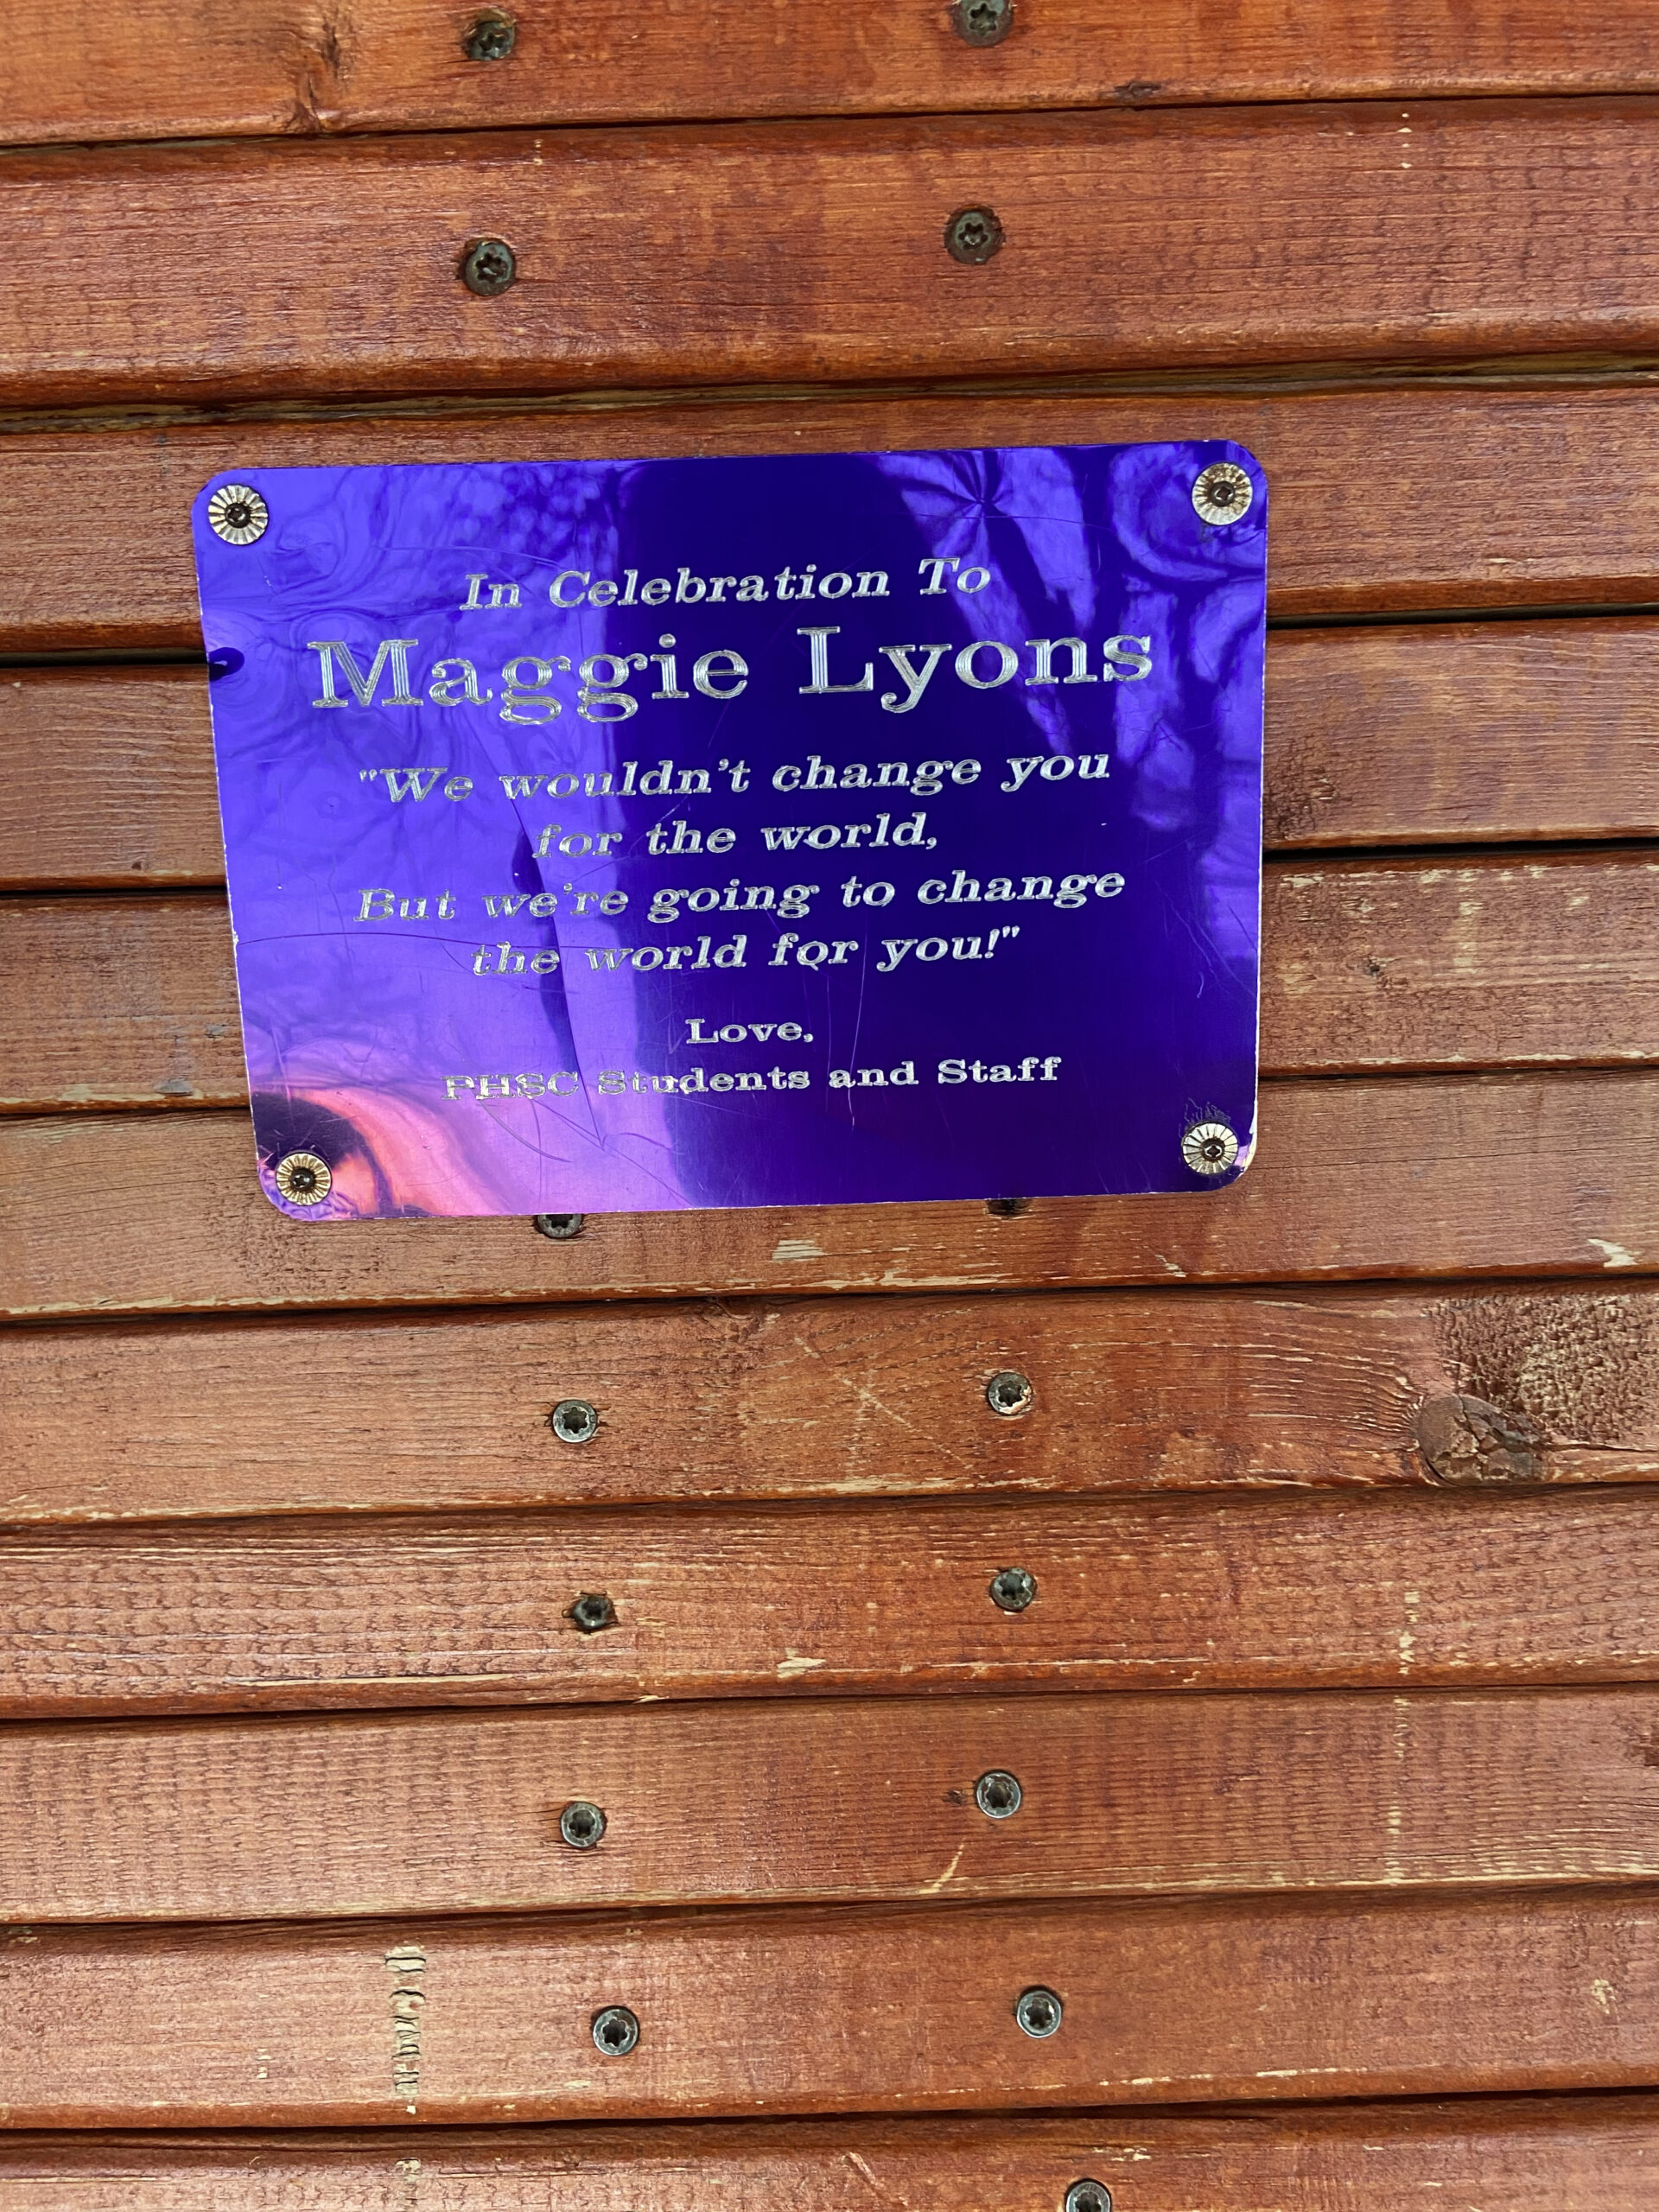 In Celebration To
Maggie Lyons
"We wouldn't change you
for the world,
But we're going to change
the world for you!"
Love,
PHSC Students and Staff